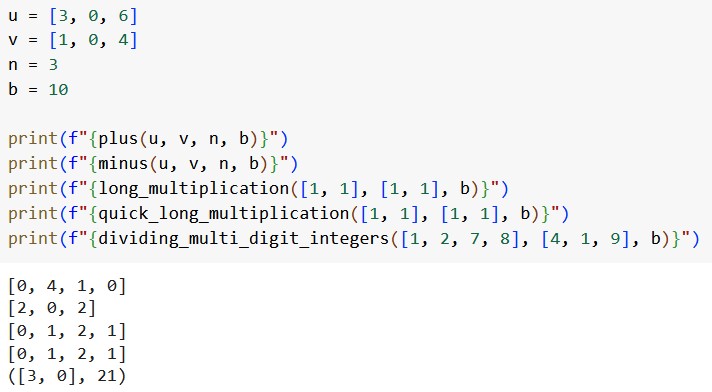 u = [3, 0, 6]
v = [1, 0, 4]
n = 3
b = 10
print(f"{plus(u, v, n, b)}")
print(f"{minus(u, v, n, b)}")
print(f"{long_multiplication([1, 1], [1, 1], b)}")
print(f"{quick_long_multiplication([1, 1], [1, 1], b)}")
print(f"{dividing_multi_digit_integers([1, 2, 7, 8], [4, 1, 9], b)}")
[0, 4, 1, 0]
[2, 0, 2]
[0, 1, 2, 1]
[0, 1, 2, 1]
([3, 0], 21)